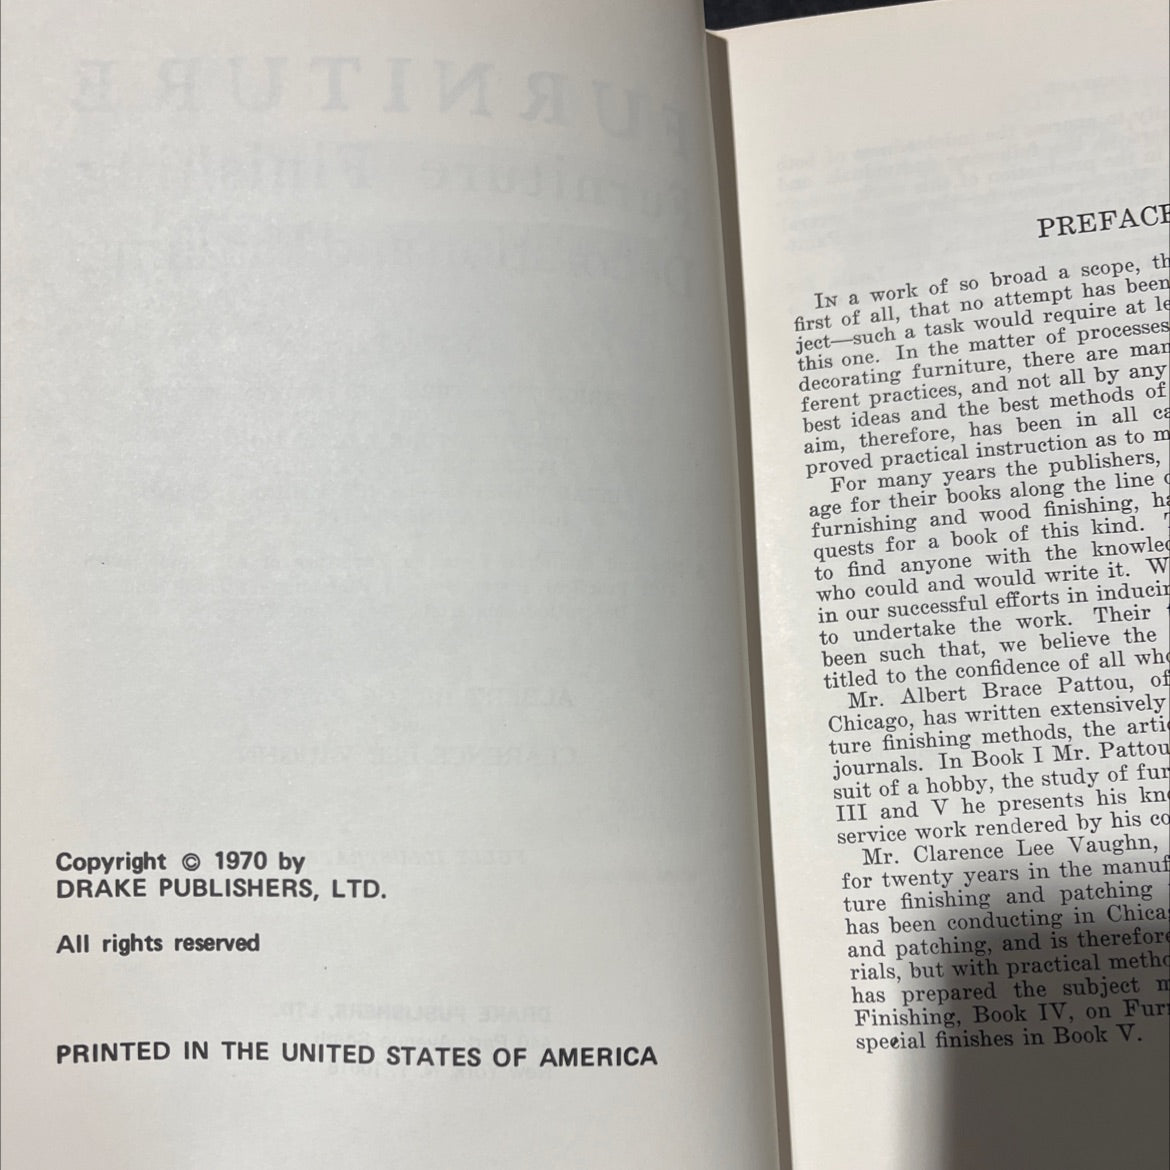 Copyright © 1970 by
DRAKE PUBLISHERS, LTD.
All rights reserved
PRINTED IN THE UNITED STATES OF AMERICA
PREFACE
In a work of so broad a scope, th
first of all, that no attempt has been
ject—such a task would require at le
this one. In the matter of processes
decorating furniture, there are man
ferent practices, and not all by any
best ideas and the best methods of
aim, therefore, has been in all ca
proved practical instruction as to m
For many years the publishers,
age for their books along the line o
furnishing and wood finishing, ha
quests for a book of this kind. T
to find anyone with the knowled
who could and would write it. W
in our successful efforts in inducin
to undertake the work. Their t
been such that, we believe the
titled to the confidence of all who
Mr. Albert Brace Pattou, of
Chicago, has written extensively
ture finishing methods, the artic
journals. In Book I Mr. Pattou
suit of a hobby, the study of fur
III and V he presents his kno
service work rendered by his co
Mr. Clarence Lee Vaughn,
for twenty years in the manuf
ture finishing and patching
has been conducting in Chica
and patching, and is therefore
rials, but with practical metho
has prepared the subject m
Finishing, Book IV, on Furn
special finishes in Book V.